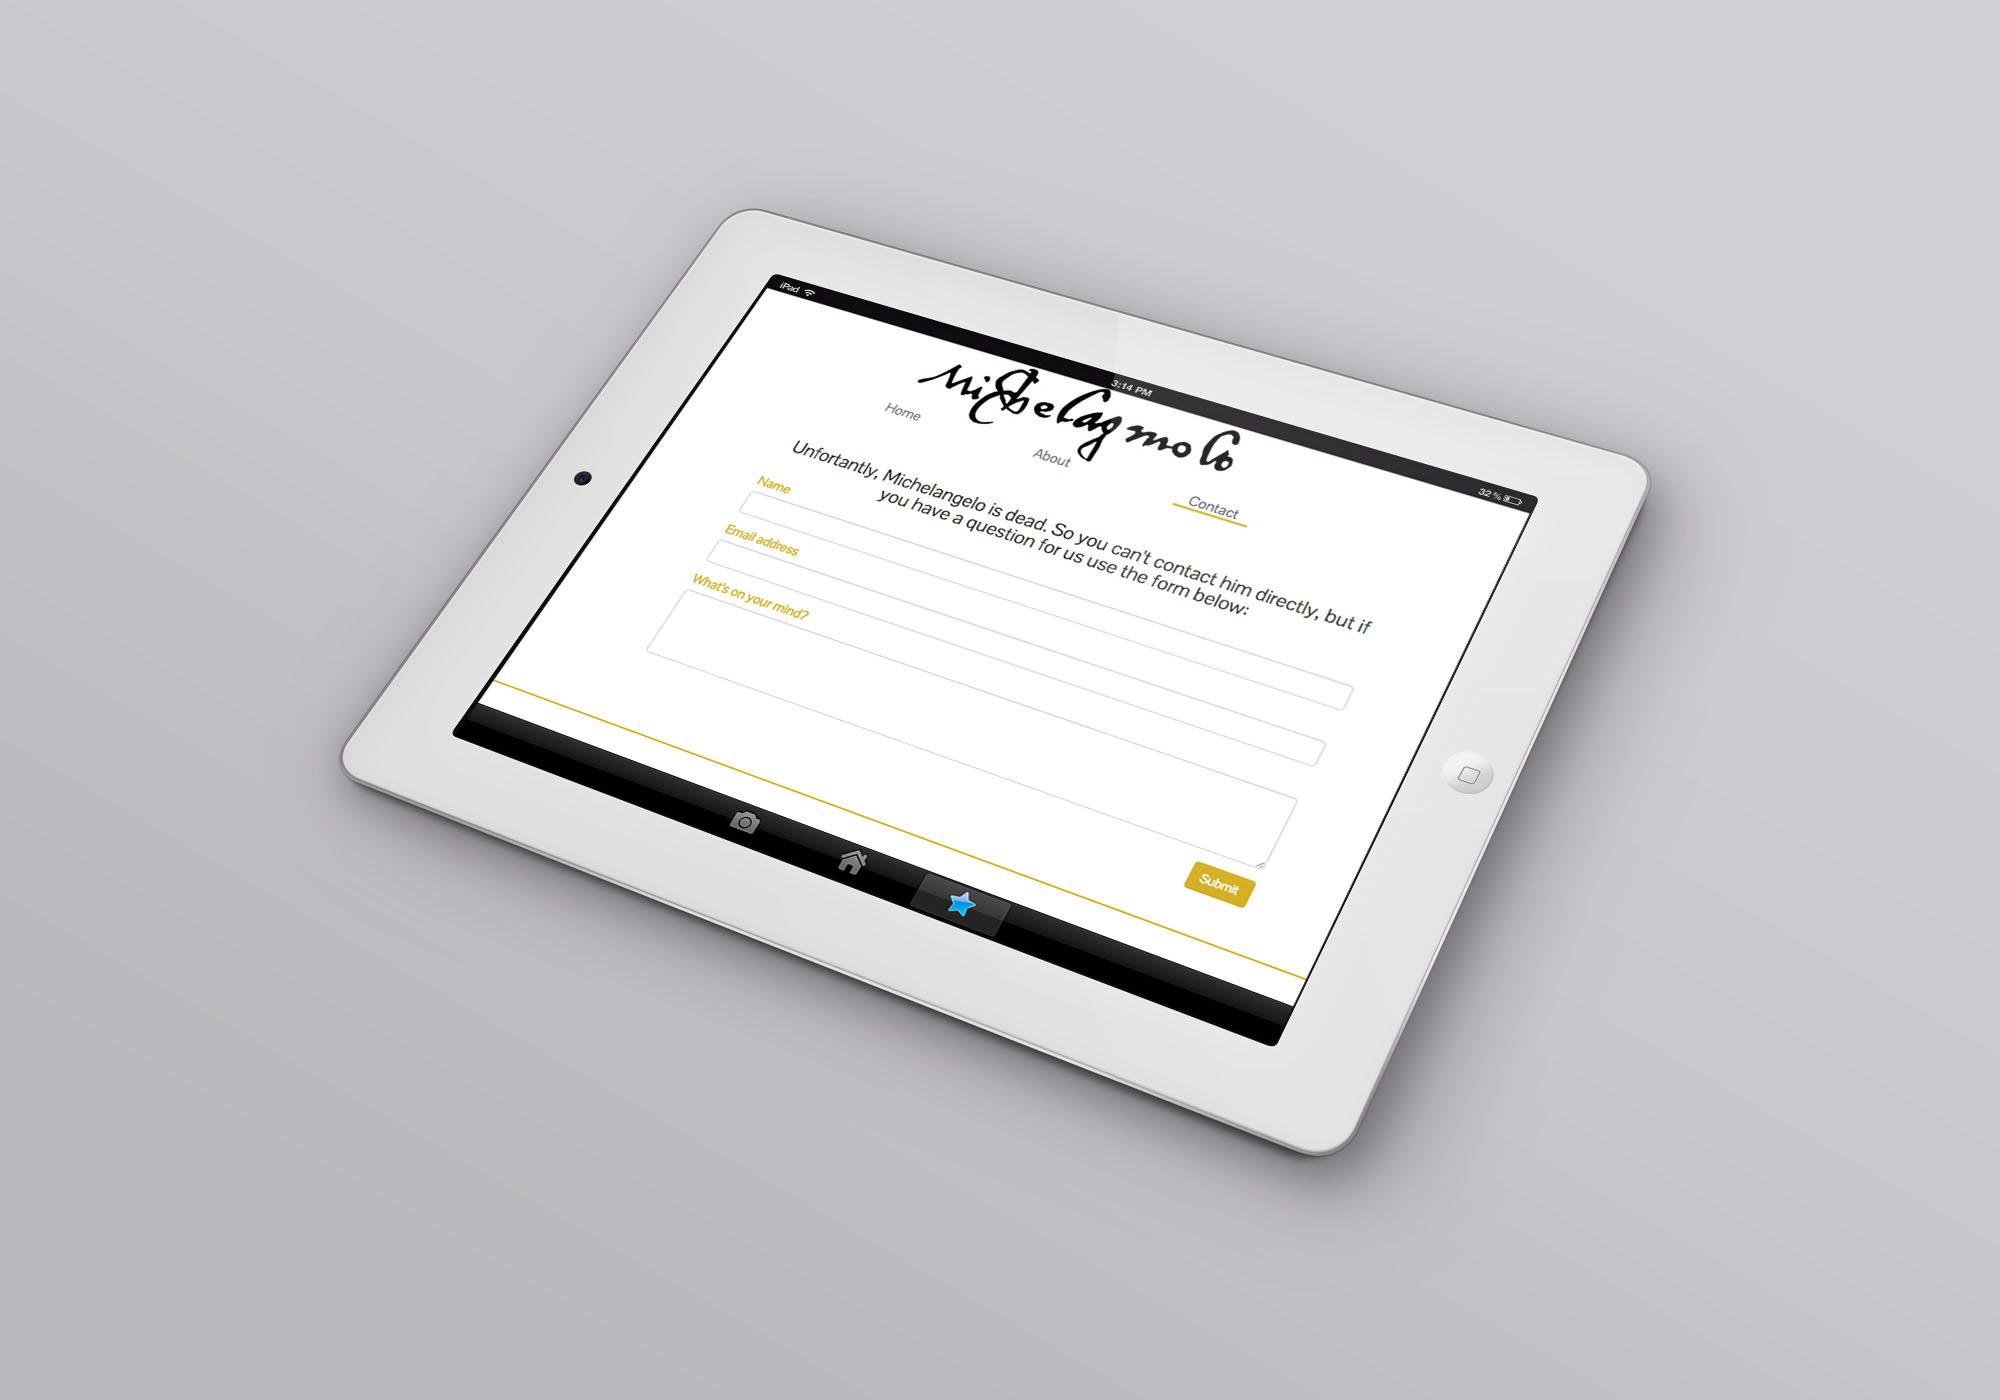 iPad
3:14 PM
32 %
Michelagniolo
Home
About
Contact
Unfortantly, Michelangelo is dead. So you can't contact him directly, but if
you have a question for us use the form below:
Name
Email address
What's on your mind?
Submit